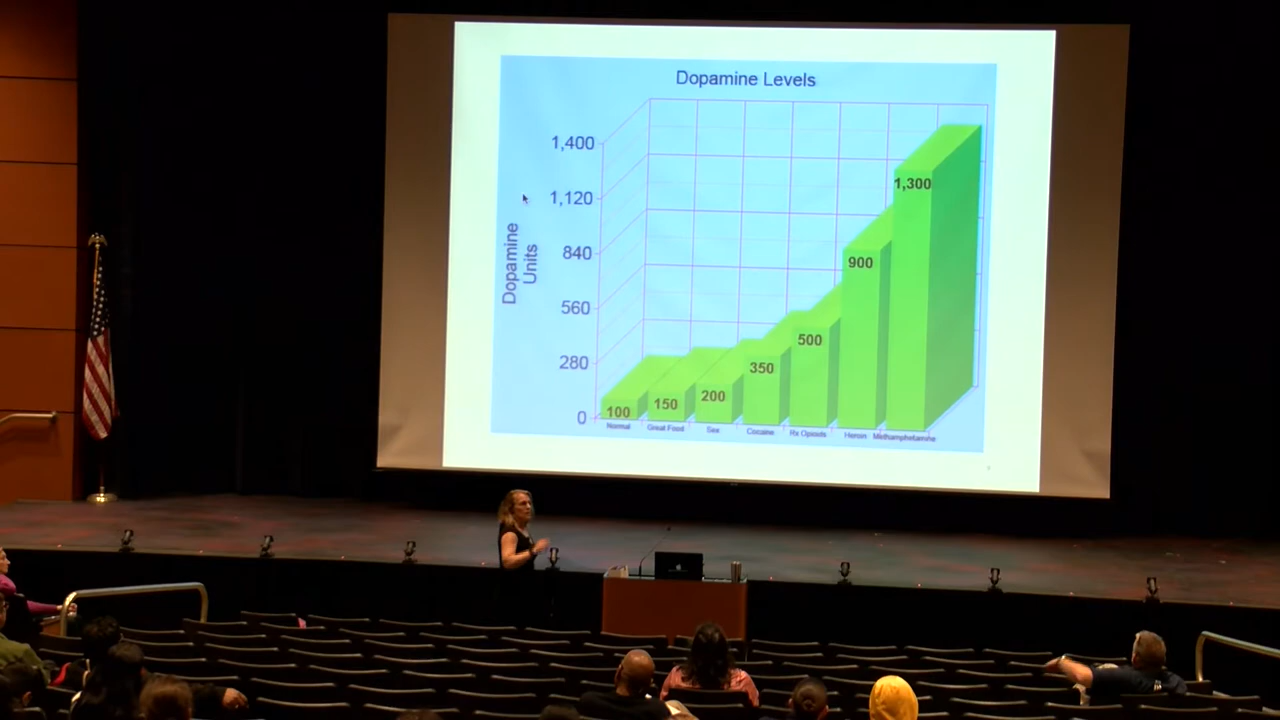 Dopamine Levels
1,400
1,120
840
560
280
0
Dopamine
Units
100
150
200
350
500
900
1,300
Normal
Great Food
Sex
Cocaine
Rx Opioids
Heroin
Methamphetamine